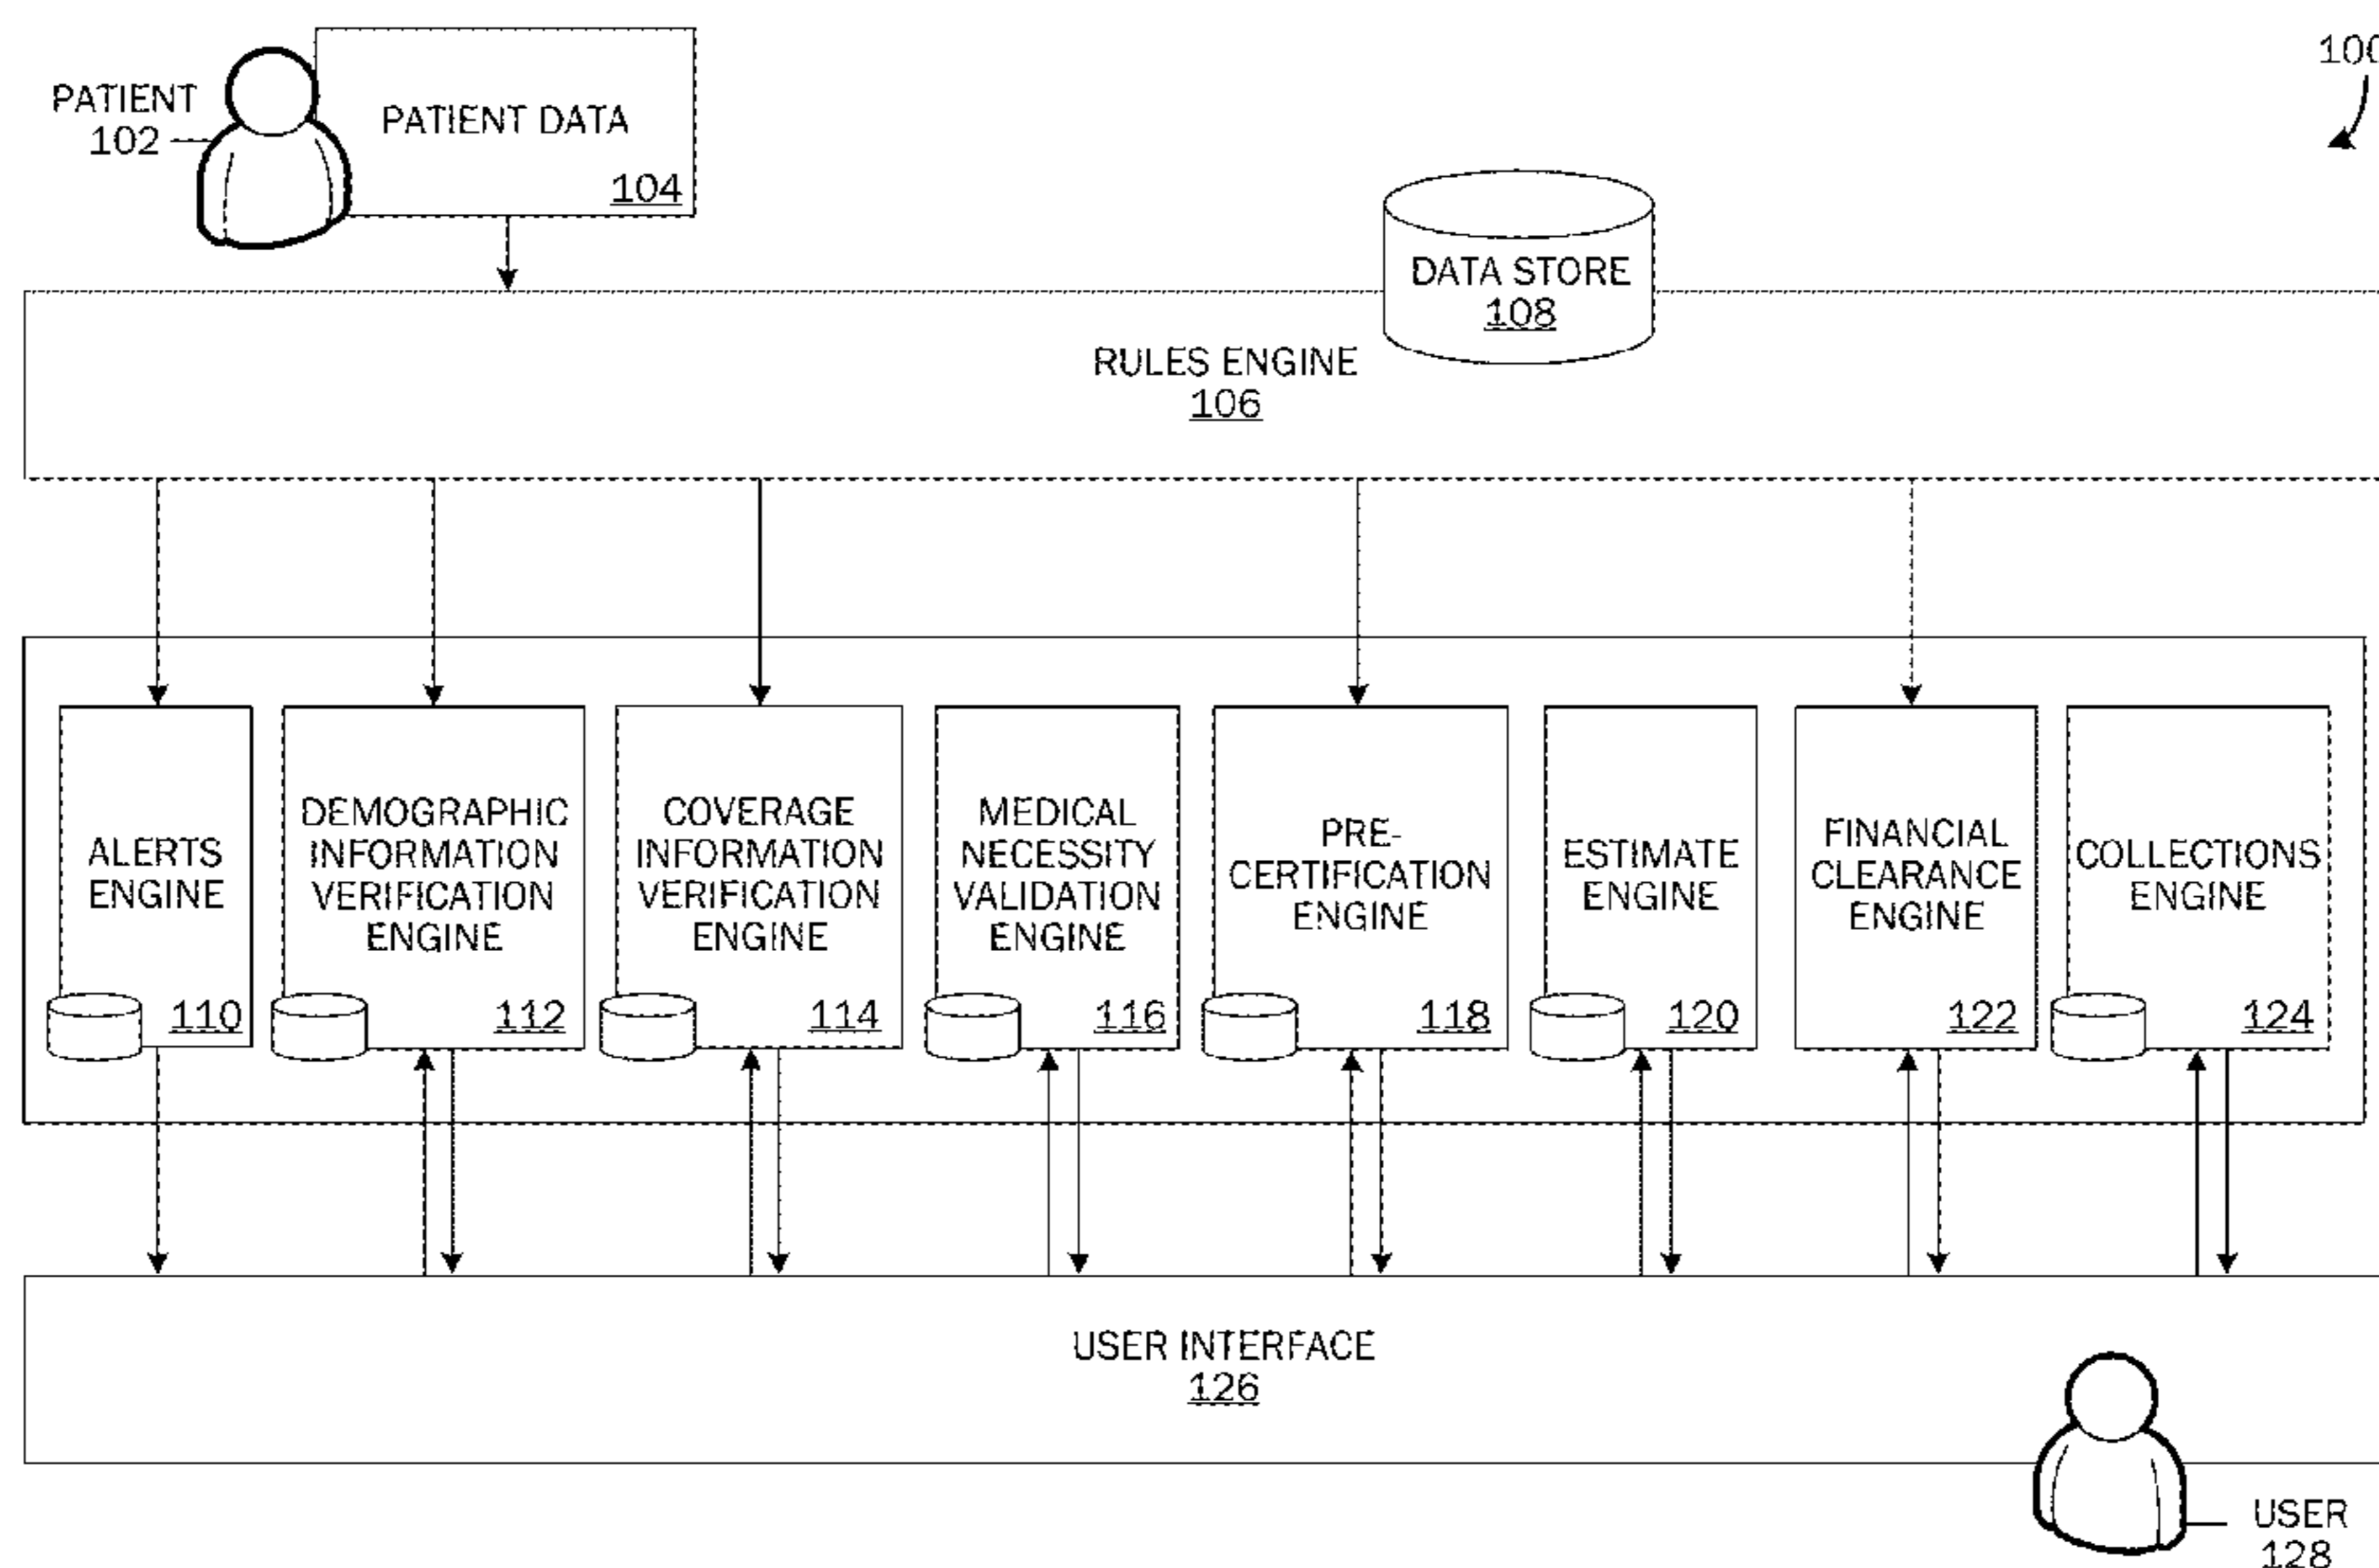 100
PATIENT
102
PATIENT DATA
104
DATA STORE
108
RULES ENGINE
106
ALERTS
ENGINE
110
DEMOGRAPHIC
INFORMATION
VERIFICATION
ENGINE
112
COVERAGE
INFORMATION
VERIFICATION
ENGINE
114
MEDICAL
NECESSITY
VALIDATION
ENGINE
116
PRE-
CERTIFICATION
ENGINE
118
ESTIMATE
ENGINE
120
FINANCIAL
CLEARANCE
ENGINE
122
COLLECTIONS
ENGINE
124
USER INTERFACE
126
USER
128